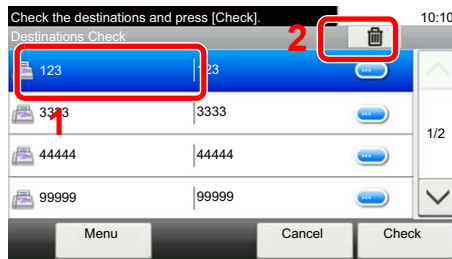 Check the destinations and press [Check]. 10:10
Destinations Check 2
123 123
3333 3333
1
1/2
44444 44444
99999 99999
Menu Cancel Check